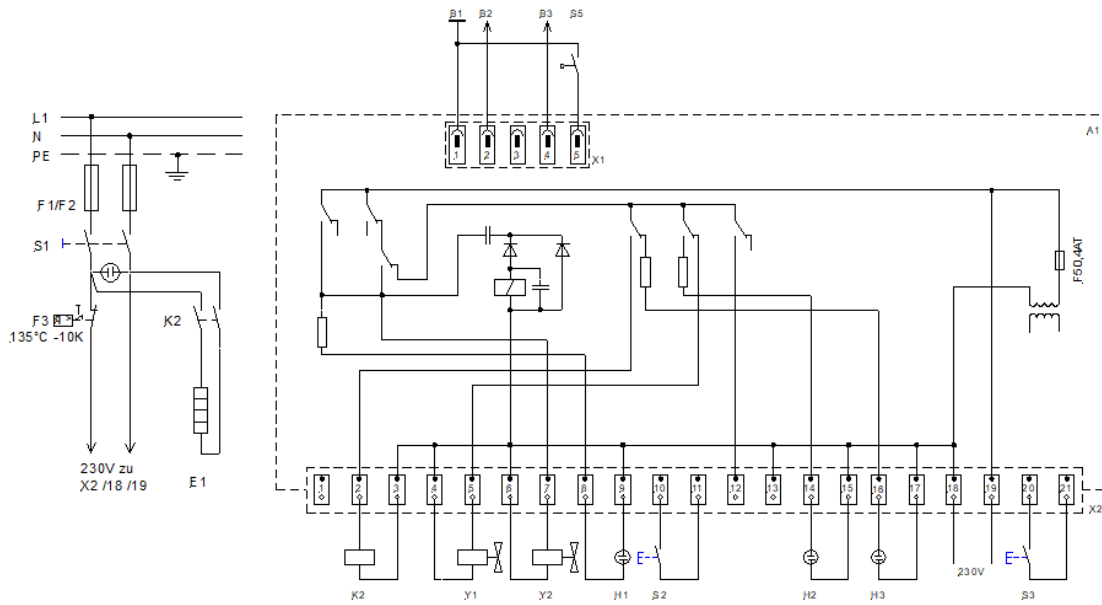 B1 B2 B3 S5
L1
N
PE
A1
1 2 3 4 5
X1
F1/F2
S1
F50,4AT
F3
K2
135°C -10K
230V zu
X2 /18 /19
E1
1 2 3 4 5 6 7 8 9 10 11 12 13 14 15 16 17 18 19 20 21
X2
230V
K2 Y1 Y2 H1 S2 H2 H3 S3